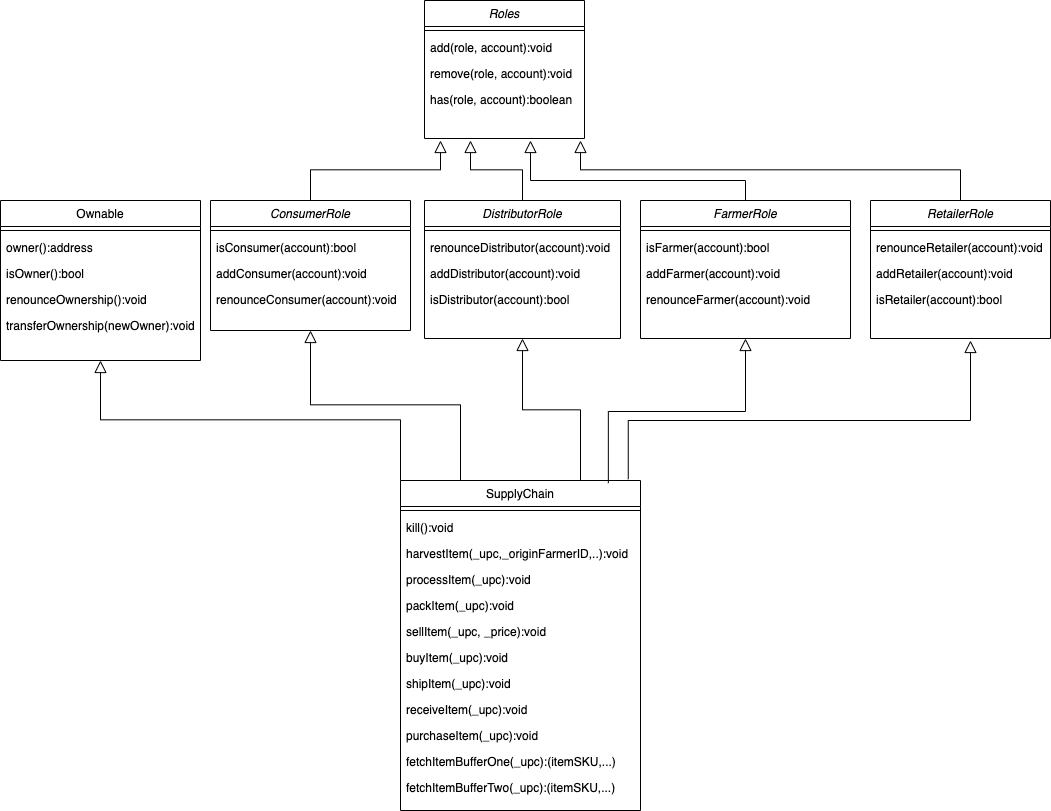 Roles
add(role, account):void
remove(role, account):void
has(role, account):boolean
Ownable
owner():address
isOwner():bool
renounceOwnership():void
transferOwnership(newOwner):void
ConsumerRole
isConsumer(account):bool
addConsumer(account):void
renounceConsumer(account):void
DistributorRole
renounceDistributor(account):void
addDistributor(account):void
isDistributor(account):bool
FarmerRole
isFarmer(account):bool
addFarmer(account):void
renounceFarmer(account):void
RetailerRole
renounceRetailer(account):void
addRetailer(account):void
isRetailer(account):bool
SupplyChain
kill():void
harvestItem(_upc,_originFarmerID,..):void
processItem(_upc):void
packItem(_upc):void
sellItem(_upc, _price):void
buyItem(_upc):void
shipItem(_upc):void
receiveItem(_upc):void
purchaseItem(_upc):void
fetchItemBufferOne(_upc):(itemSKU,...)
fetchItemBufferTwo(_upc):(itemSKU,...)